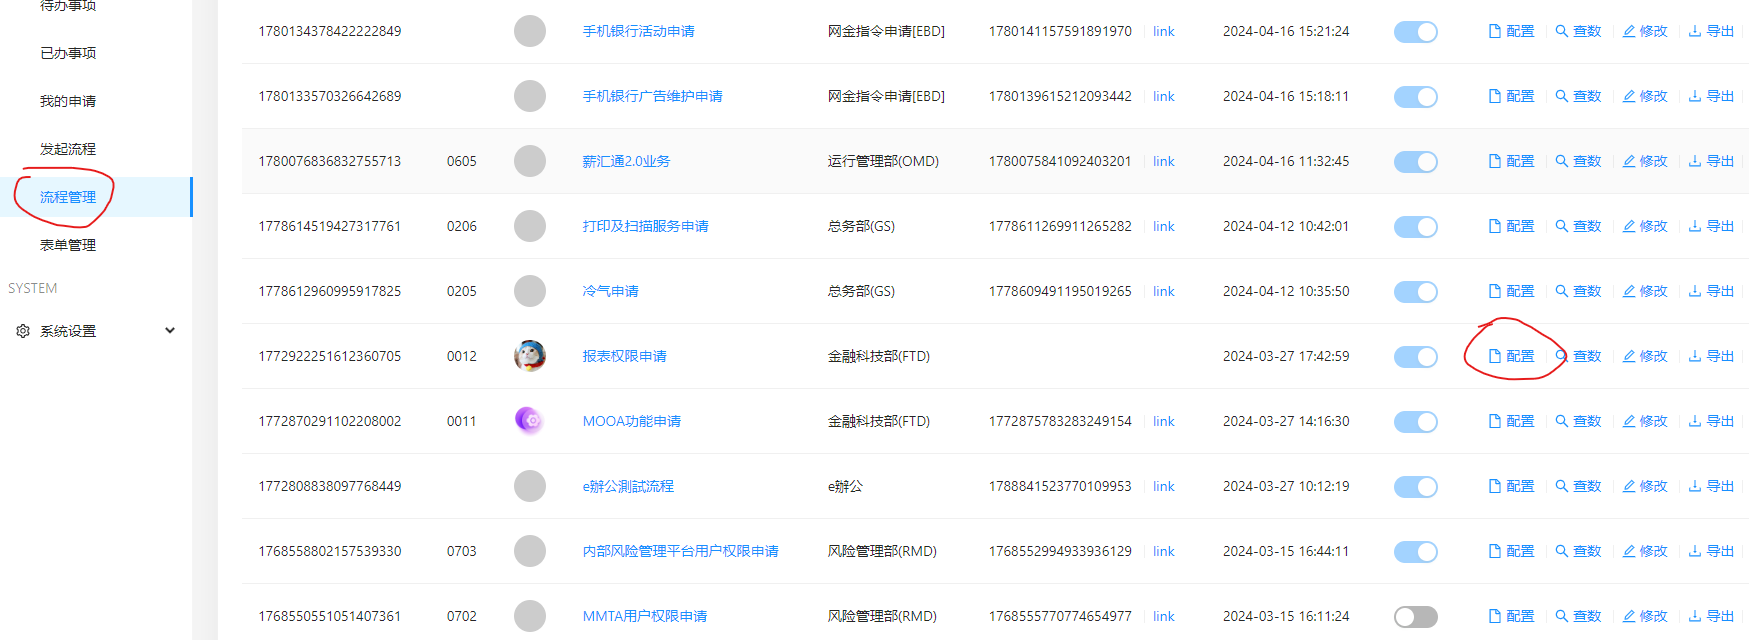 待办事项
已办事项
我的申请
发起流程
流程管理
表单管理
SYSTEM
系统设置
1780134378422222849 手机银行活动申请 网金指令申请[EBD] 1780141157591891970 link 2024-04-16 15:21:24 配置 查数 修改 导出
1780133570326642689 手机银行广告维护申请 网金指令申请[EBD] 1780139615212093442 link 2024-04-16 15:18:11 配置 查数 修改 导出
1780076836832755713 0605 薪汇通2.0业务 运行管理部(OMD) 1780075841092403201 link 2024-04-16 11:32:45 配置 查数 修改 导出
1778614519427317761 0206 打印及扫描服务申请 总务部(GS) 1778611269911265282 link 2024-04-12 10:42:01 配置 查数 修改 导出
1778612960995917825 0205 冷气申请 总务部(GS) 1778609491195019265 link 2024-04-12 10:35:50 配置 查数 修改 导出
1772922251612360705 0012 报表权限申请 金融科技部(FTD) 2024-03-27 17:42:59 配置 查数 修改 导出
1772870291102208002 0011 MOOA功能申请 金融科技部(FTD) 1772875783283249154 link 2024-03-27 14:16:30 配置 查数 修改 导出
1772808838097768449 e辦公測試流程 e辦公 1788841523770109953 link 2024-03-27 10:12:19 配置 查数 修改 导出
1768558802157539330 0703 内部风险管理平台用户权限申请 风险管理部(RMD) 1768552994933936129 link 2024-03-15 16:44:11 配置 查数 修改 导出
1768550551051407361 0702 MMTA用户权限申请 风险管理部(RMD) 1768555770774654977 link 2024-03-15 16:11:24 配置 查数 修改 导出